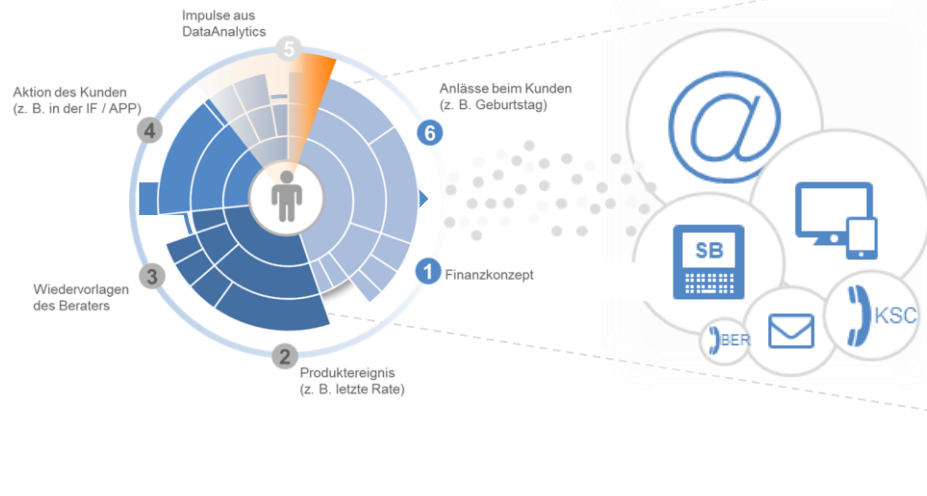 Impulse aus
DataAnalytics
5
Aktion des Kunden
(z. B. in der IF / APP)
4
Anlässe beim Kunden
(z. B. Geburtstag)
6
1 Finanzkonzept
3
Wiedervorlagen
des Beraters
2
Produktereignis
(z. B. letzte Rate)
@
SB
BER
KSC